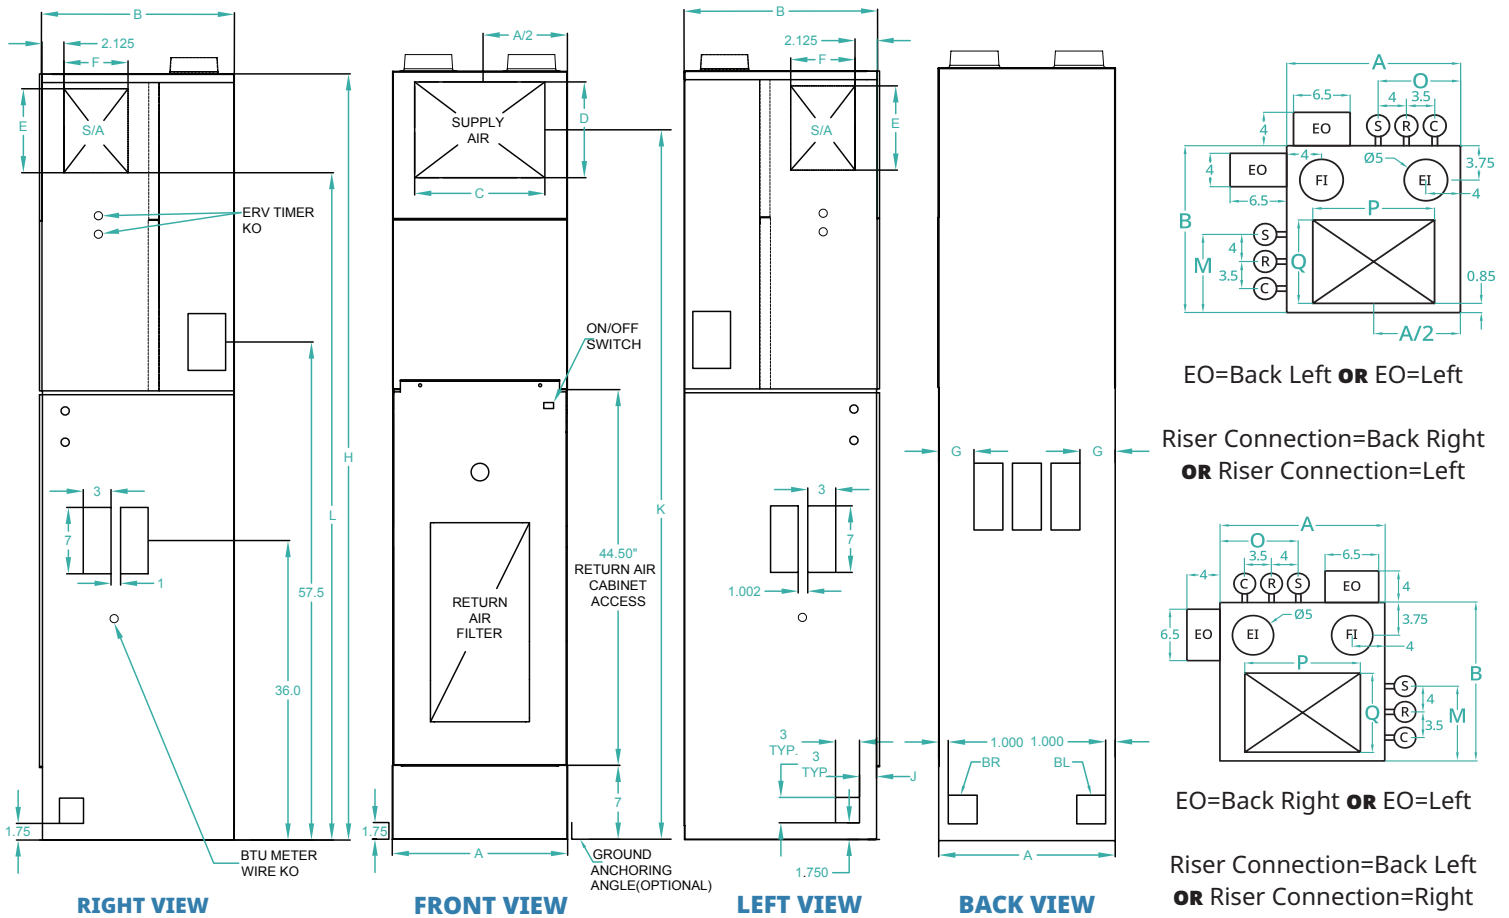 B
2.125
F
E
S/A
ERV TIMER
KO
H
L
3
7
1
57.5
36.0
1.75
BTU METER
WIRE KO
RIGHT VIEW
A/2
SUPPLY
AIR
D
C
K
ON/OFF
SWITCH
44.50"
RETURN AIR
CABINET
ACCESS
RETURN
AIR
FILTER
7
1.75
A
GROUND
ANCHORING
ANGLE(OPTIONAL)
FRONT VIEW
B
2.125
F
S/A
E
3
7
1.002
3
TYP.
3
TYP
J
1.750
LEFT VIEW
G
G
1.000
1.000
BR
BL
A
BACK VIEW
A
O
6.5
4
3.5
4
EO
S
R
C
Ø5
3.75
4
EO
4
FI
EI
4
6.5
P
B
S
4
M
R
Q
3.5
C
0.85
A/2
EO=Back Left OR EO=Left
Riser Connection=Back Right
OR Riser Connection=Left
A
O
3.5
4
6.5
4
C
R
S
EO
4
Ø5
3.75
6.5
EO
EI
FI
4
P
B
S
4
Q
R
M
3.5
C
EO=Back Right OR EO=Left
Riser Connection=Back Left
OR Riser Connection=Right